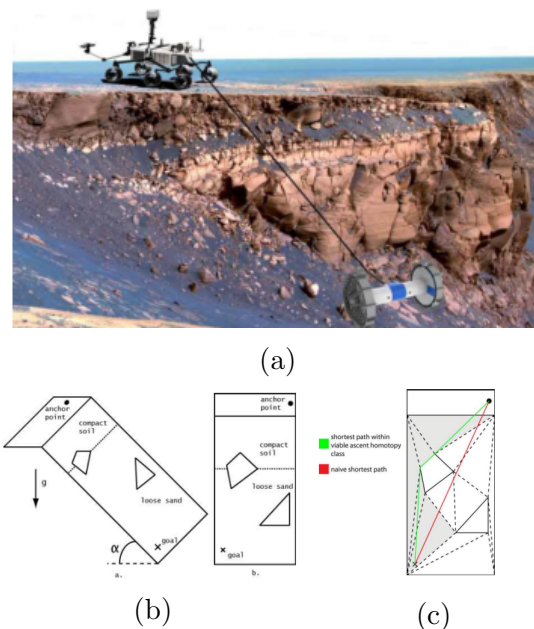 (a)
anchor
point
compact
soil
g
loose sand
α
goal
a.
anchor
point
compact
soil
loose sand
goal
b.
shortest path within
viable ascent homotopy
class
naive shortest path
(b)
(c)